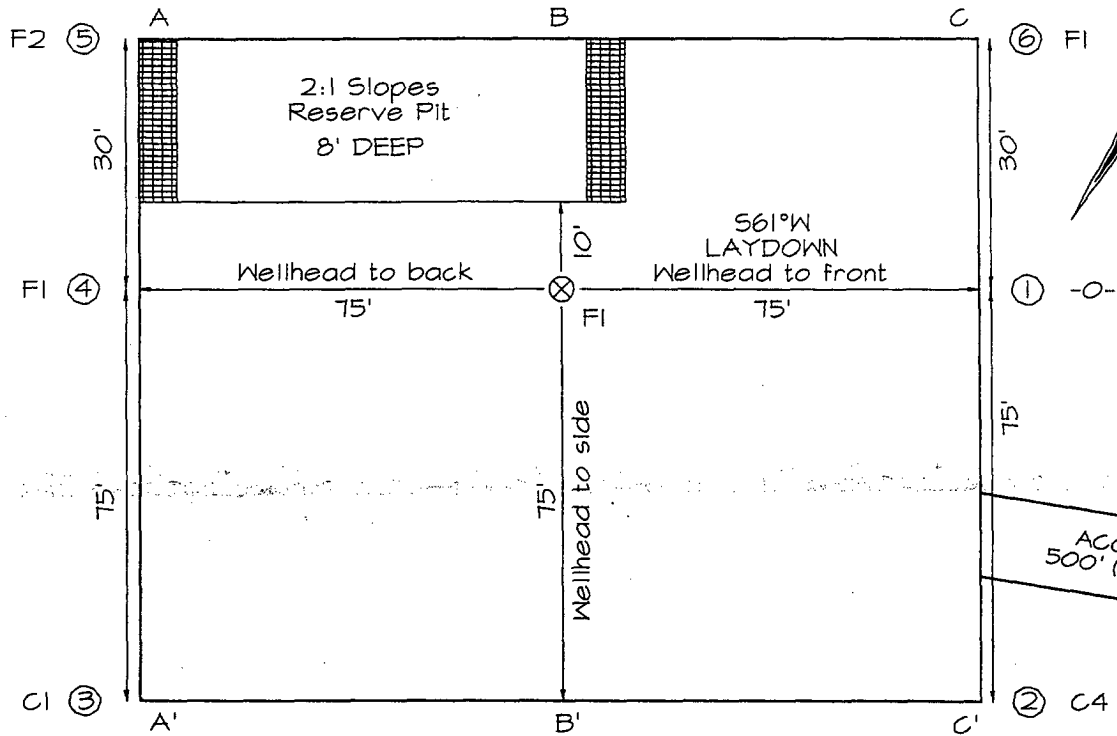 A B C
F2 5
6 F1
2:1 Slopes
Reserve Pit
8' DEEP
30'
30'
10'
S61°W
LAYDOWN
Wellhead to back
Wellhead to front
F1 4
1 -0-
75'
75'
F1
Wellhead to side
75'
75'
75'
500'
C1 3
2 C4
A' B' C'